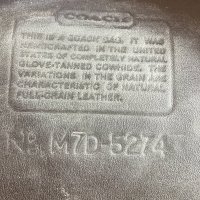 COACH
THIS IS A COACH BAG. IT WAS
HANDCRAFTED IN THE UNITED
STATES OF COMPLETELY NATURAL
GLOVE-TANNED COWHIDE. THE
VARIATIONS IN THE GRAIN ARE
CHARACTERISTIC OF NATURAL
FULL-GRAIN LEATHER.
M7D-5274